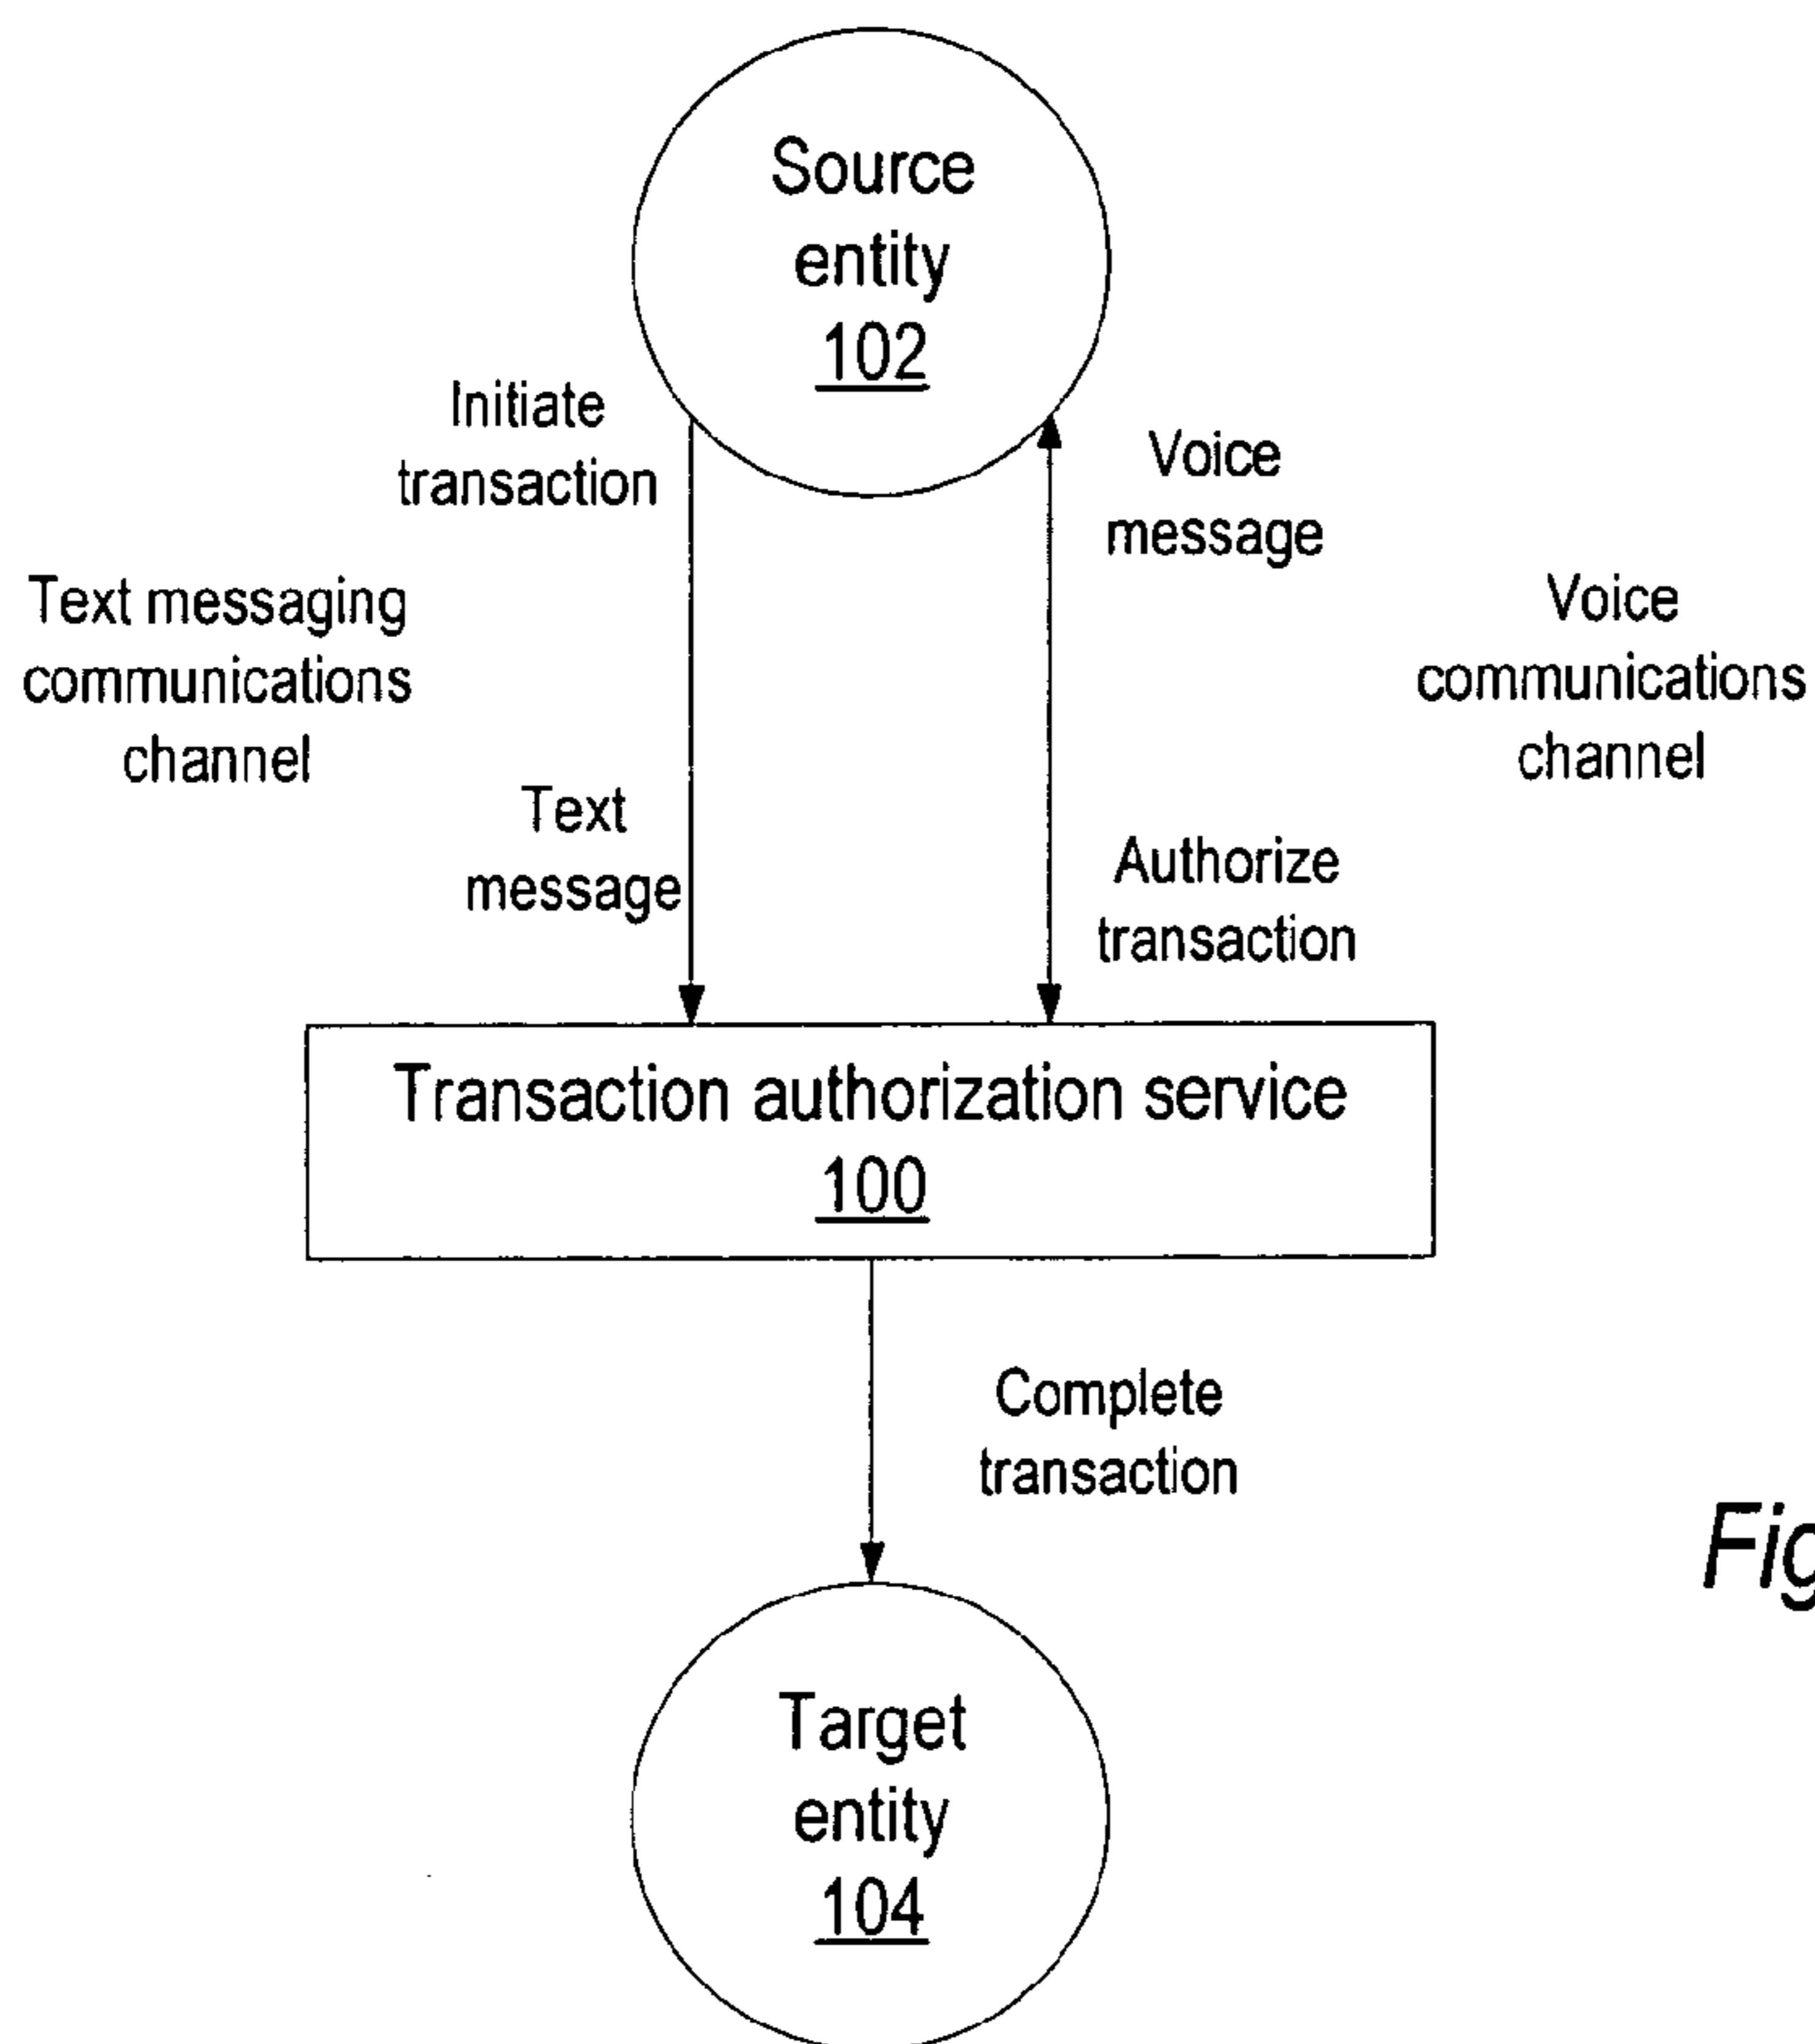 Source
entity
102
Initiate
transaction
Voice
message
Text messaging
communications
channel
Voice
communications
channel
Text
message
Authorize
transaction
Transaction authorization service
100
Complete
transaction
Fig
Target
entity
104